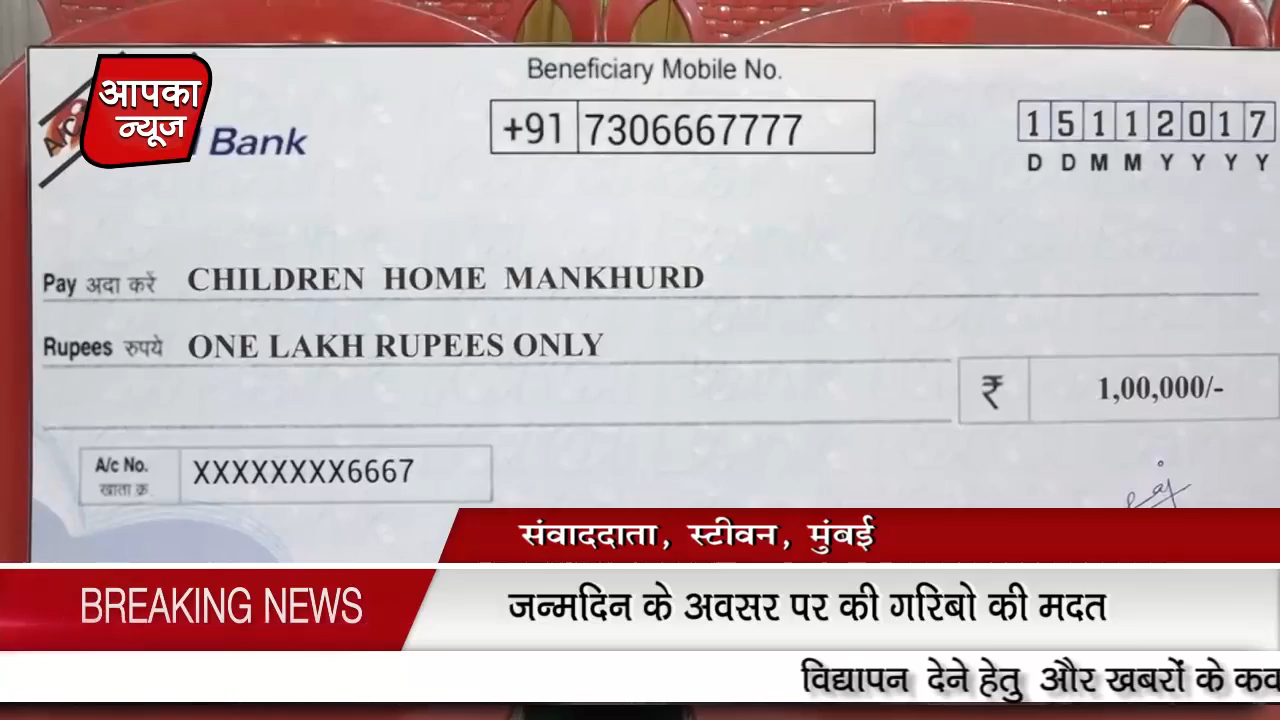 आपका
न्यूज
Bank
Beneficiary Mobile No.
+91 7306667777
15112017
D D M M Y Y Y Y
Pay अदा करें CHILDREN HOME MANKHURD
Rupees रुपये ONE LAKH RUPEES ONLY
₹ 1,00,000/-
A/c No. XXXXXXXX6667
खाता क्र
संवाददाता, स्टीवन, मुंबई
BREAKING NEWS
जन्मदिन के अवसर पर की गरिबो की मदत
विद्यापन देने हेतु और खबरों के